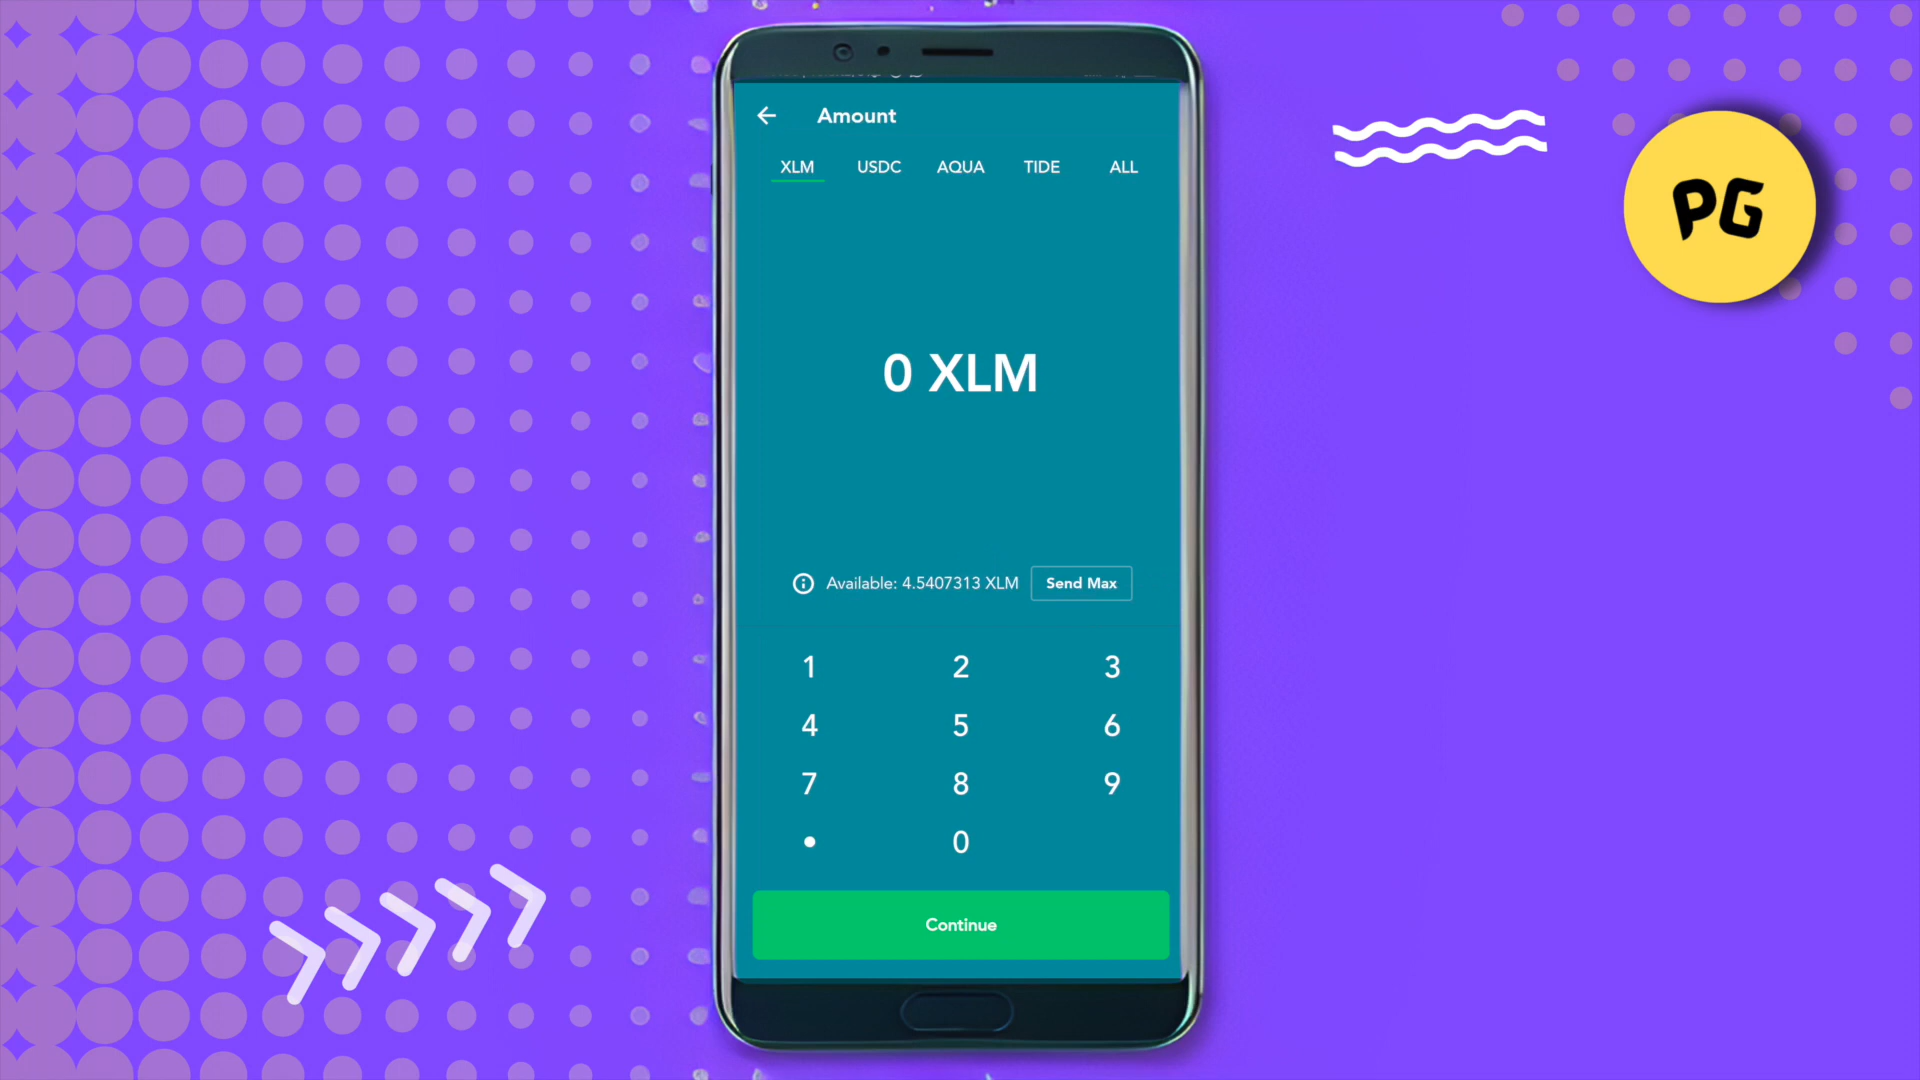 Amount
XLM USDC AQUA TIDE ALL
PG
0 XLM
Available: 4.5407313 XLM Send Max
1 2 3
4 5 6
7 8 9
• 0
Continue